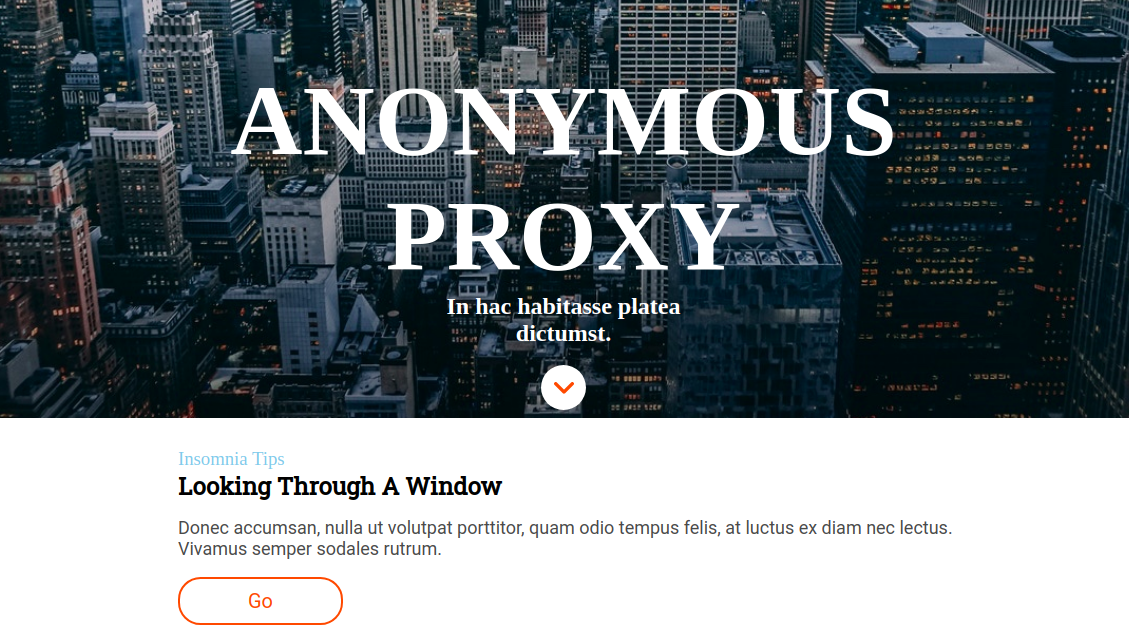 ANONYMOUS
PROXY
In hac habitasse platea
dictumst.
Insomnia Tips
Looking Through A Window
Donec accumsan, nulla ut volutpat porttitor, quam odio tempus felis, at luctus ex diam nec lectus.
Vivamus semper sodales rutrum.
Go